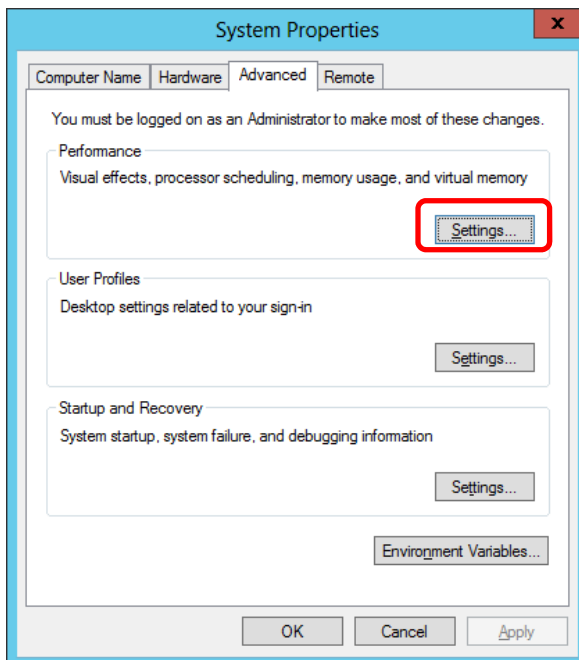 System Properties
x
Computer Name Hardware Advanced Remote
You must be logged on as an Administrator to make most of these changes.
Performance
Visual effects, processor scheduling, memory usage, and virtual memory
Settings...
User Profiles
Desktop settings related to your sign-in
Settings...
Startup and Recovery
System startup, system failure, and debugging information
Settings...
Environment Variables...
OK Cancel Apply